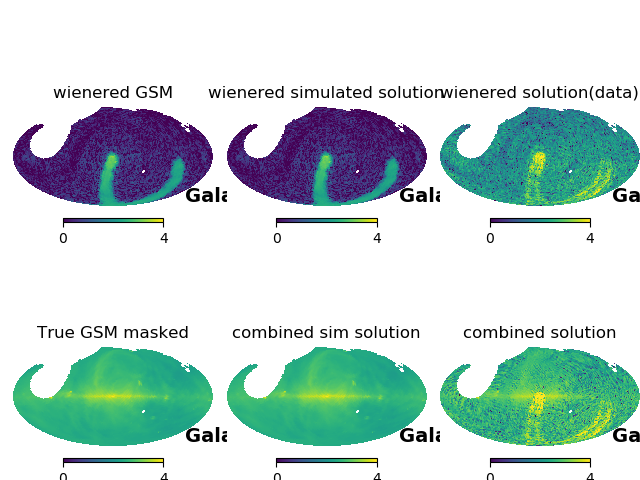 wienered GSM
wienered simulated solution
wienered solution(data)
Gala
Gala
Ga
0 4
0 4
0 4
True GSM masked
combined sim solution
combined solution
Gala
Gala
Ga
0 4
0 4
0 4